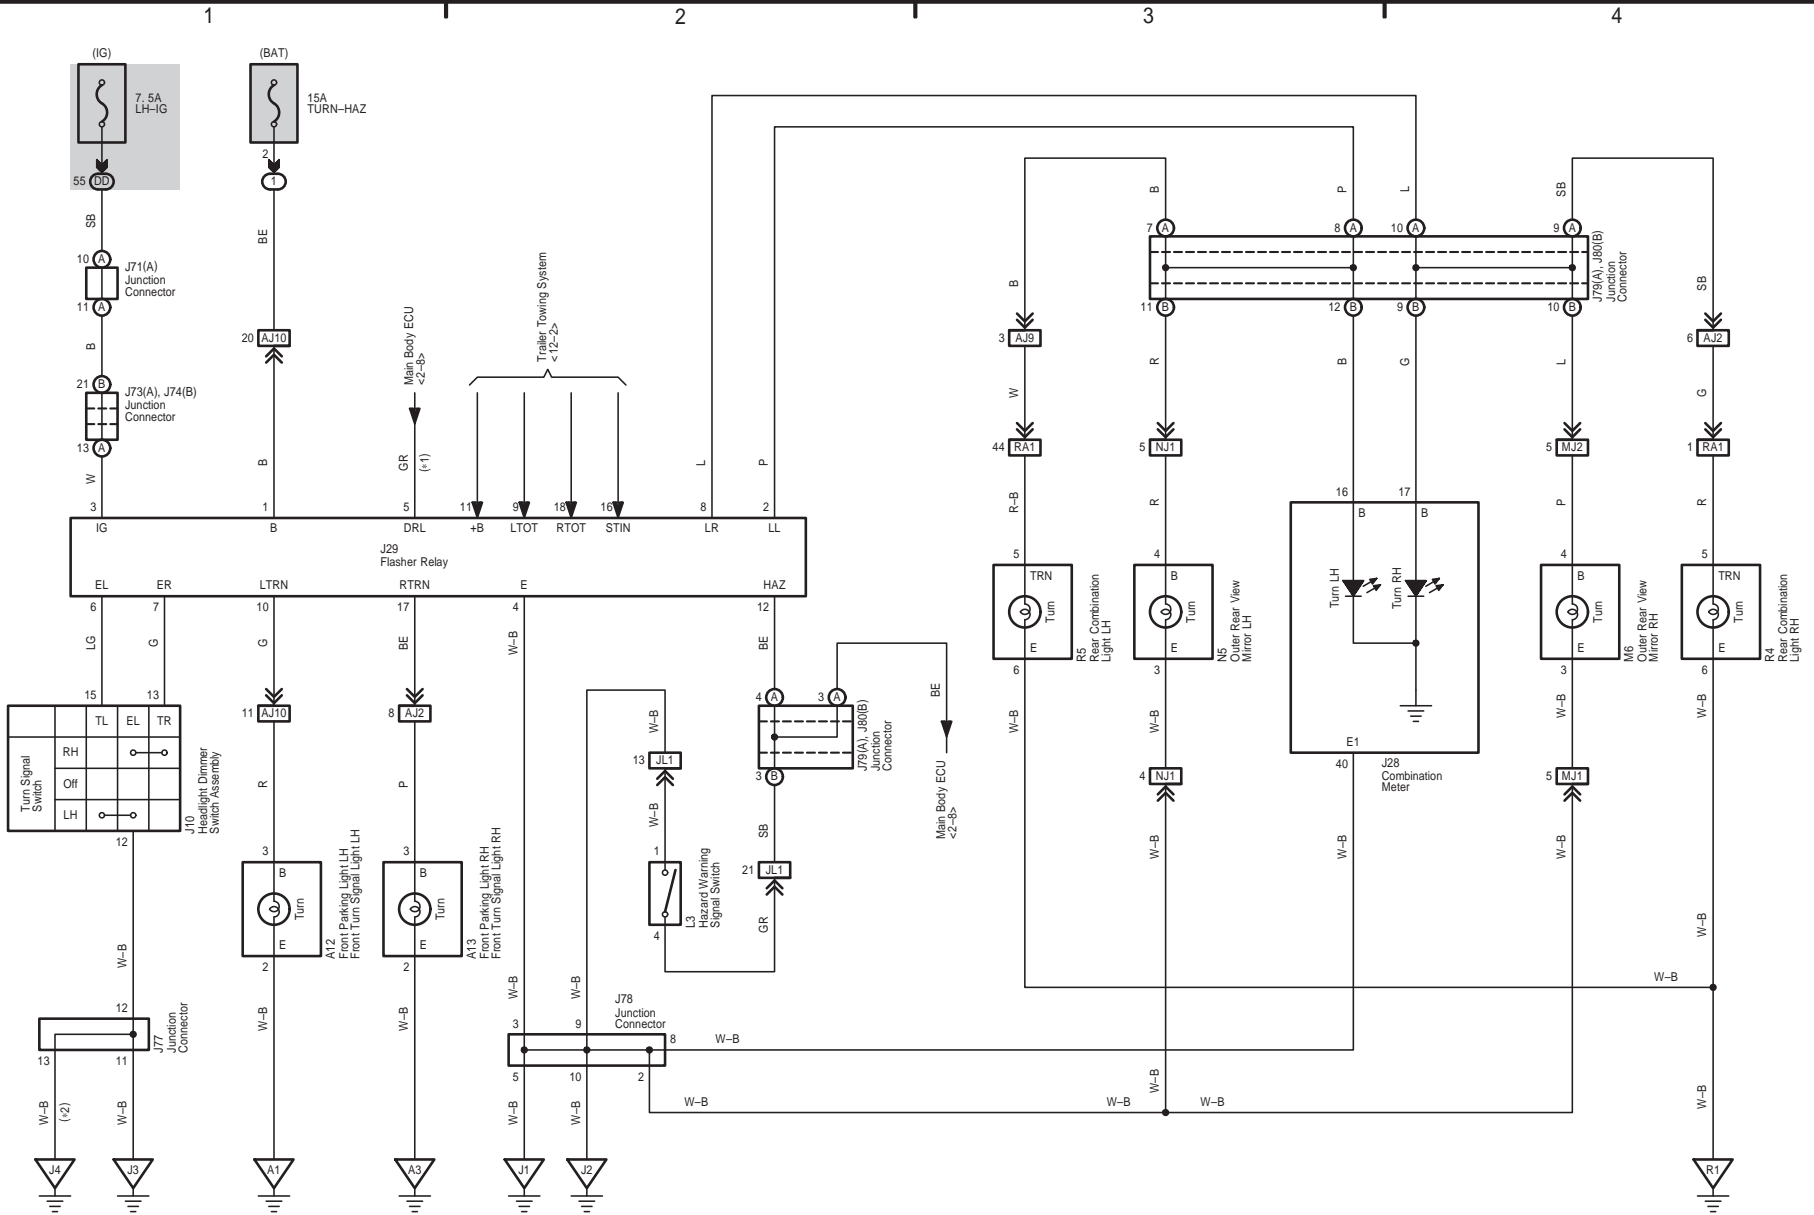 1
2
3
4
(IG)
(BAT)
7. 5A
LH–IG
15A
TURN–HAZ
55
DD
2
1
SB
BE
10
A
J71(A)
Junction
Connector
11
A
B
20
AJ10
21
B
J73(A), J74(B)
Junction
Connector
13
A
W
B
Main Body ECU
<2–8>
GR
(*1)
Trailer Towing System
<12–2>
L
P
3
1
5
11
9
18
16
8
2
IG
B
DRL
+B
LTOT
RTOT
STIN
LR
LL
J29
Flasher Relay
EL
ER
LTRN
RTRN
E
HAZ
6
7
10
17
4
12
LG
G
G
BE
W–B
BE
15
13
TL
EL
TR
RH
Off
LH
Turn Signal
Switch
J10
Headlight Dimmer
Switch Assembly
12
W–B
12
J77
Junction
Connector
13
11
W–B
(*2)
W–B
J4
J3
11
AJ10
R
3
B
Turn
E
2
A12
Front Parking Light LH
Front Turn Signal Light LH
W–B
A1
8
AJ2
P
3
B
Turn
E
2
A13
Front Parking Light RH
Front Turn Signal Light RH
W–B
A3
W–B
W–B
3
9
J78
Junction
Connector
8
W–B
5
10
2
W–B
W–B
W–B
J1
J2
W–B
13
JL1
W–B
1
4
L3
Hazard Warning
Signal Switch
4
A
3
A
J79(A), J80(B)
Junction
Connector
3
B
SB
21
JL1
GR
BE
Main Body ECU
<2–8>
B
P
L
SB
7
A
8
A
10
A
9
A
J79(A), J80(B)
Junction
Connector
11
B
12
B
9
B
10
B
B
3
AJ9
W
44
RA1
R–B
5
TRN
Turn
E
6
R5
Rear Combination
Light LH
W–B
R
5
NJ1
R
4
B
Turn
E
3
N5
Outer Rear View
Mirror LH
W–B
4
NJ1
W–B
W–B
W–B
W–B
B
G
16
17
B
B
Turn LH
Turn RH
E1
40
J28
Combination
Meter
W–B
L
5
MJ2
P
4
B
Turn
E
3
M6
Outer Rear View
Mirror RH
W–B
5
MJ1
W–B
SB
6
AJ2
G
1
RA1
R
5
TRN
Turn
E
6
R4
Rear Combination
Light RH
W–B
W–B
W–B
W–B
R1